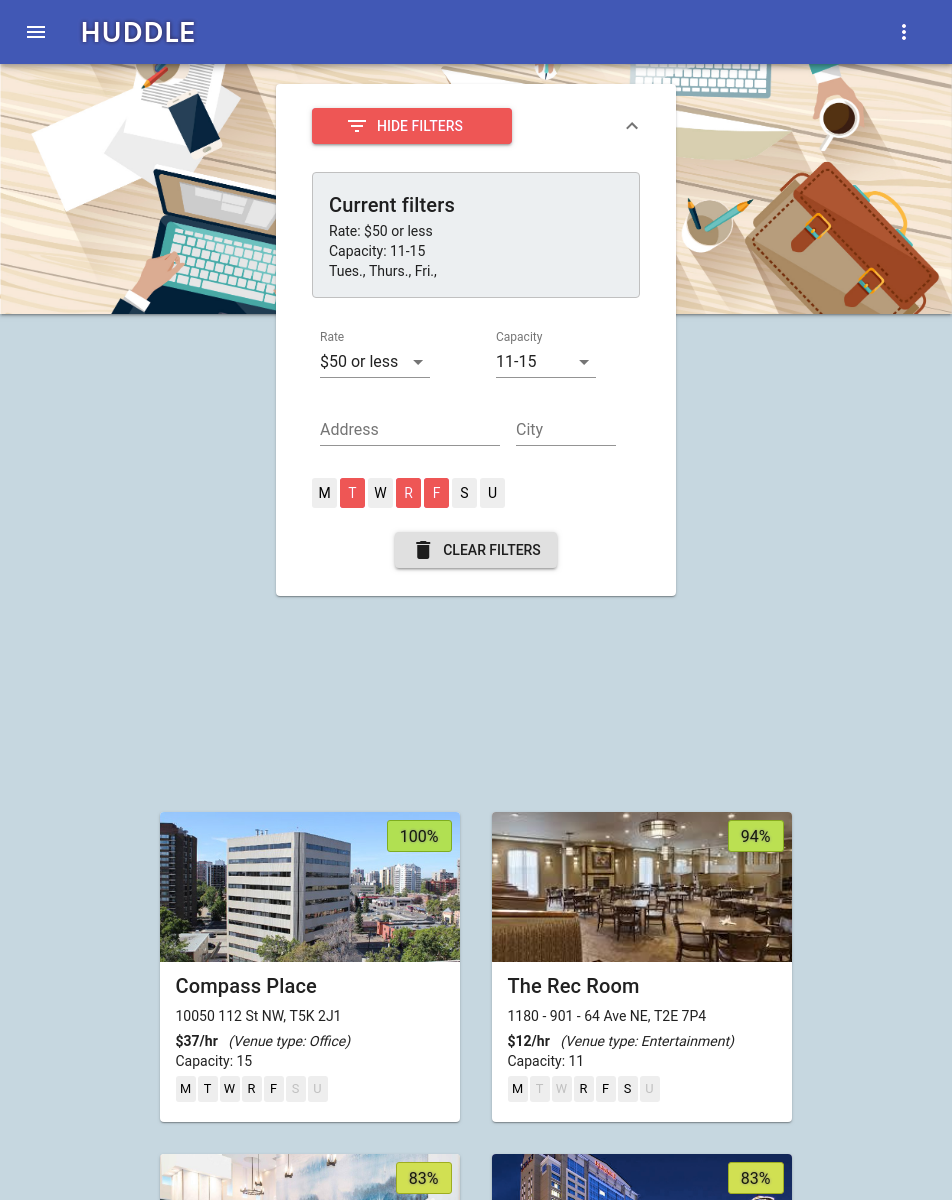 HUDDLE
HIDE FILTERS
Current filters
Rate: $50 or less
Capacity: 11-15
Tues., Thurs., Fri.,
Rate Capacity
$50 or less 11-15
Address City
M T W R F S U
CLEAR FILTERS
100%
Compass Place
10050 112 St NW, T5K 2J1
$37/hr (Venue type: Office)
Capacity: 15
M T W R F S U
94%
The Rec Room
1180 - 901 - 64 Ave NE, T2E 7P4
$12/hr (Venue type: Entertainment)
Capacity: 11
M T W R F S U
83%
83%